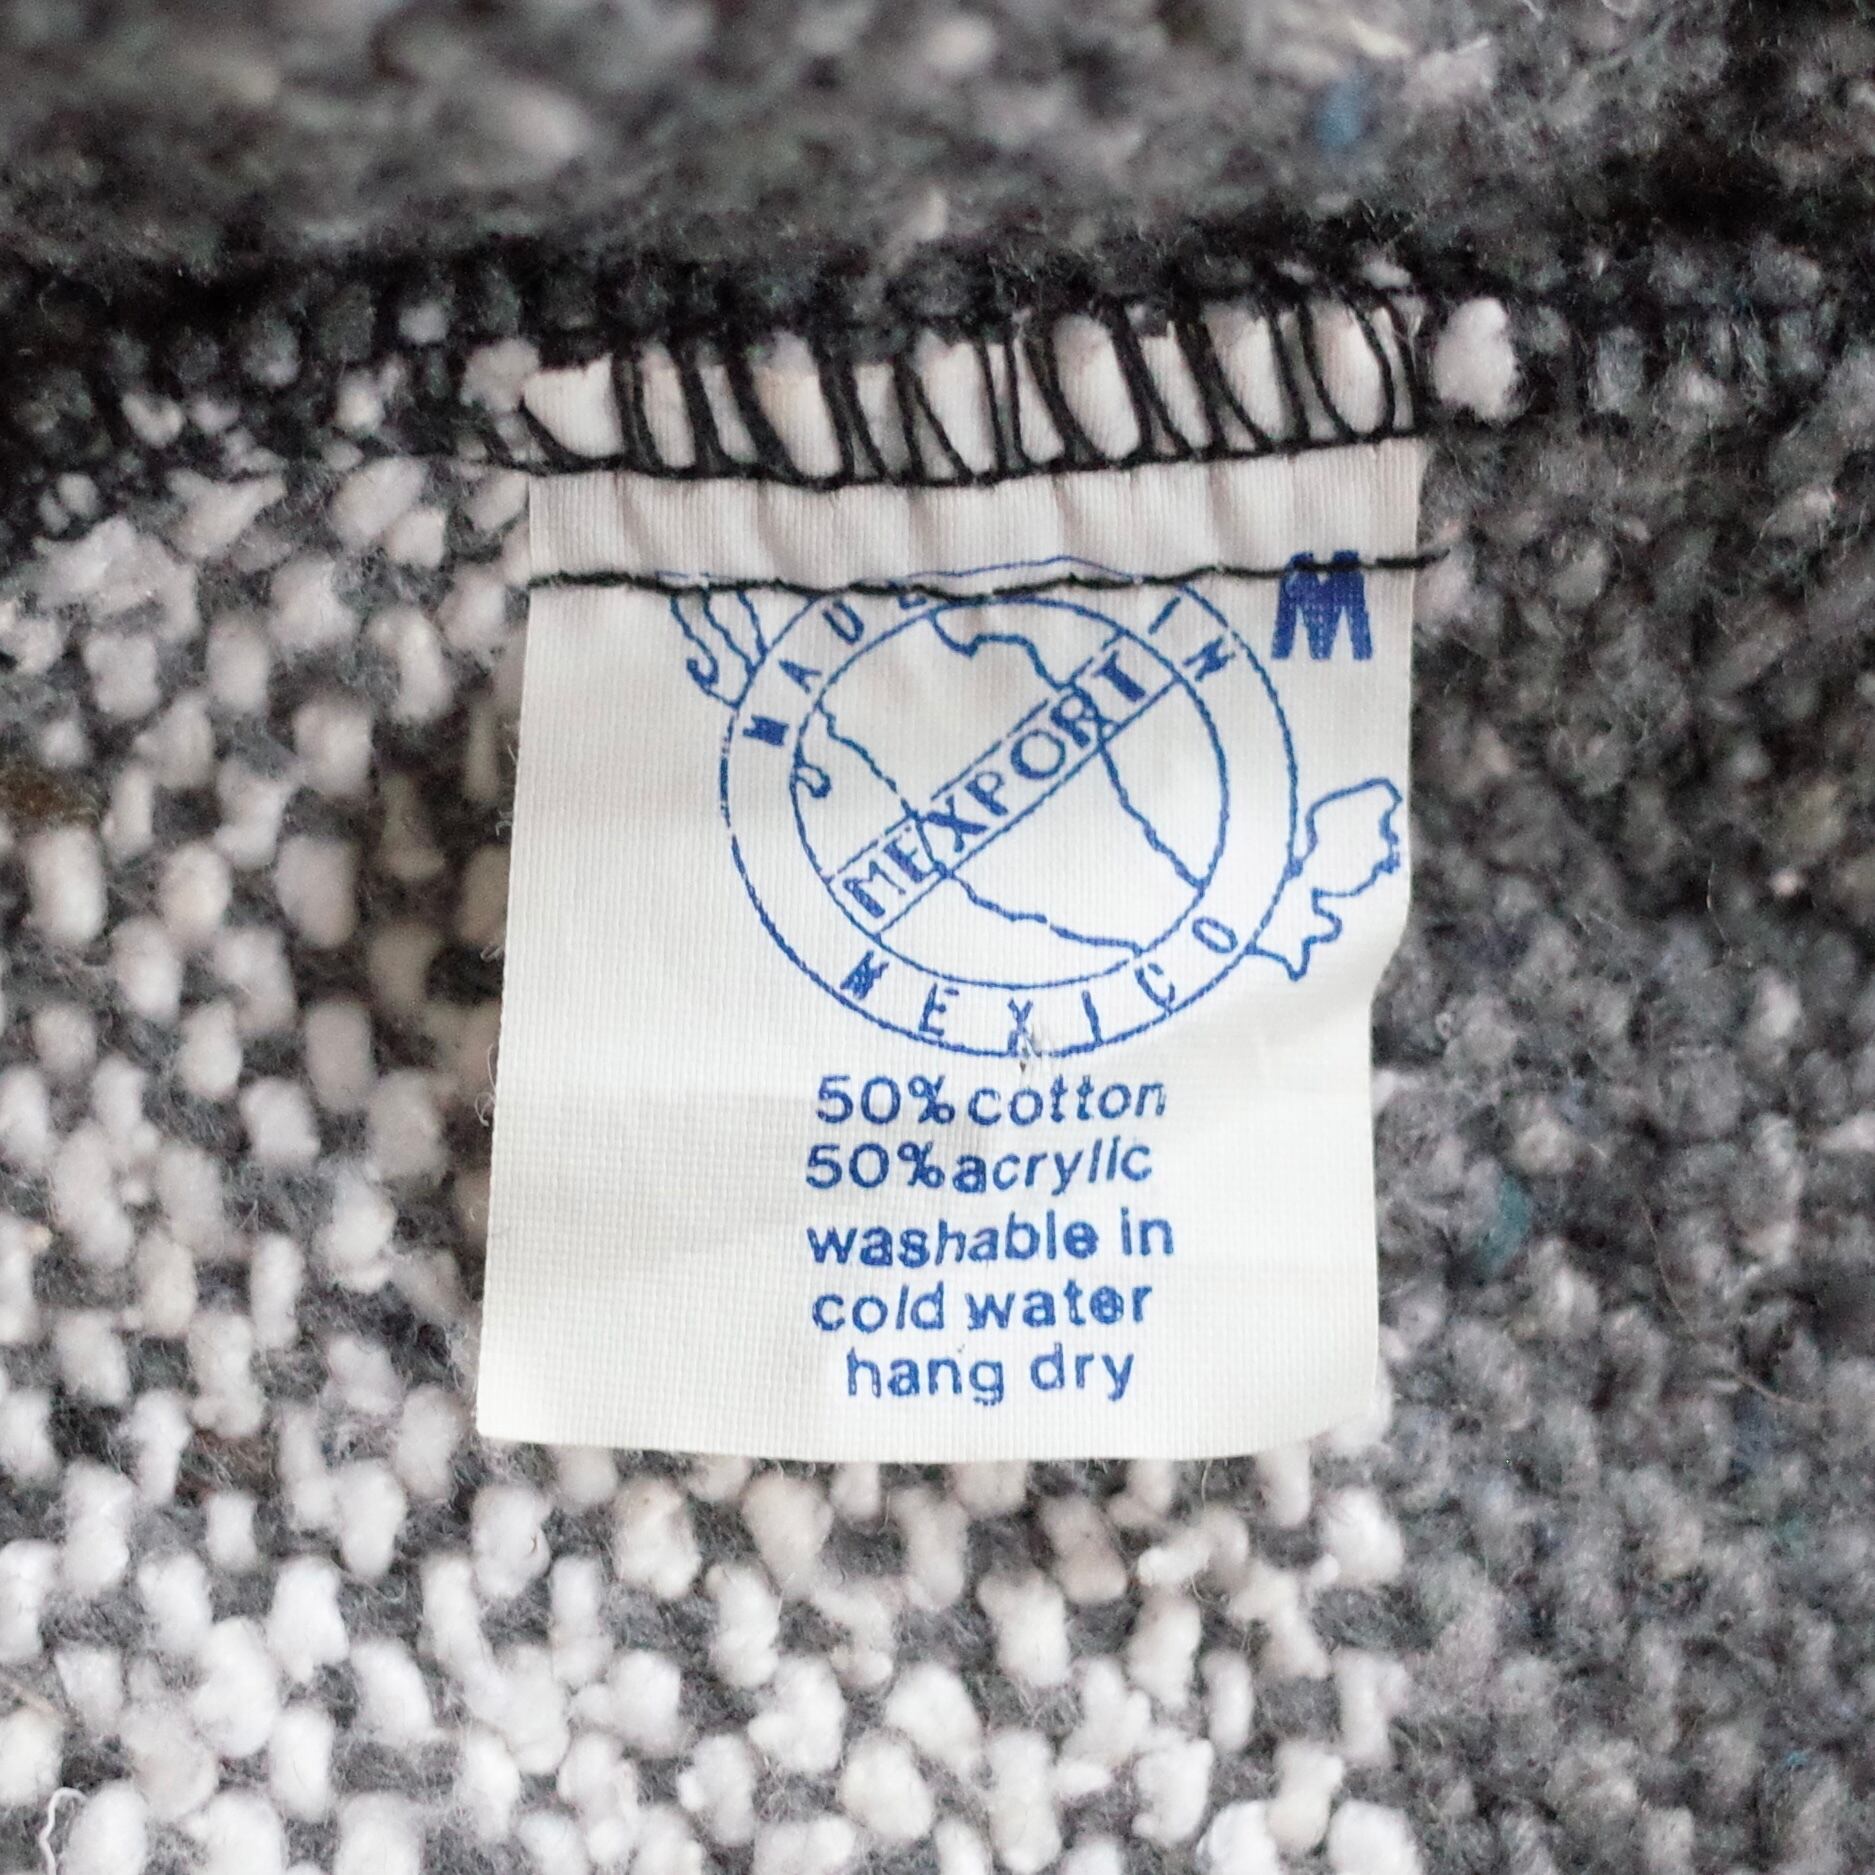 MADE IN
M
MEXPORT
MEXICO
50% cotton
50% acrylic
washable in
cold water
hang dry